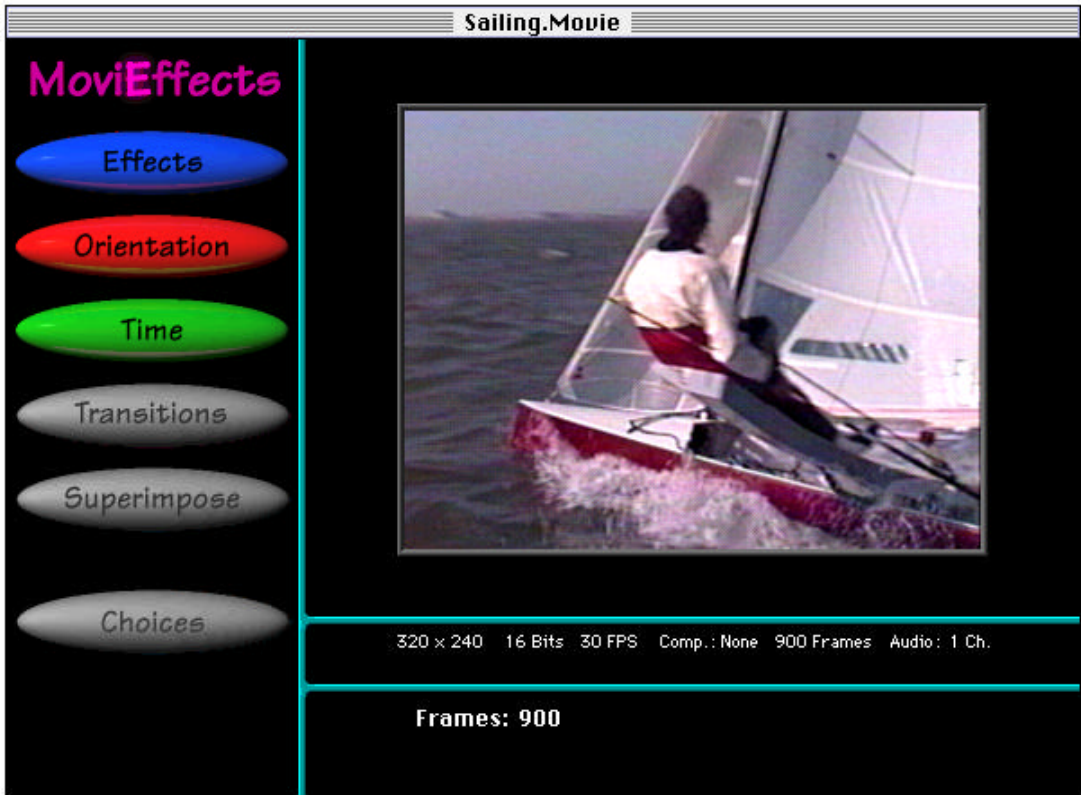 Sailing.Movie
MoviEffects
Effects
Orientation
Time
Transitions
Superimpose
Choices
320 x 240 16 Bits 30 FPS Comp.: None 900 Frames Audio: 1 Ch.
Frames: 900